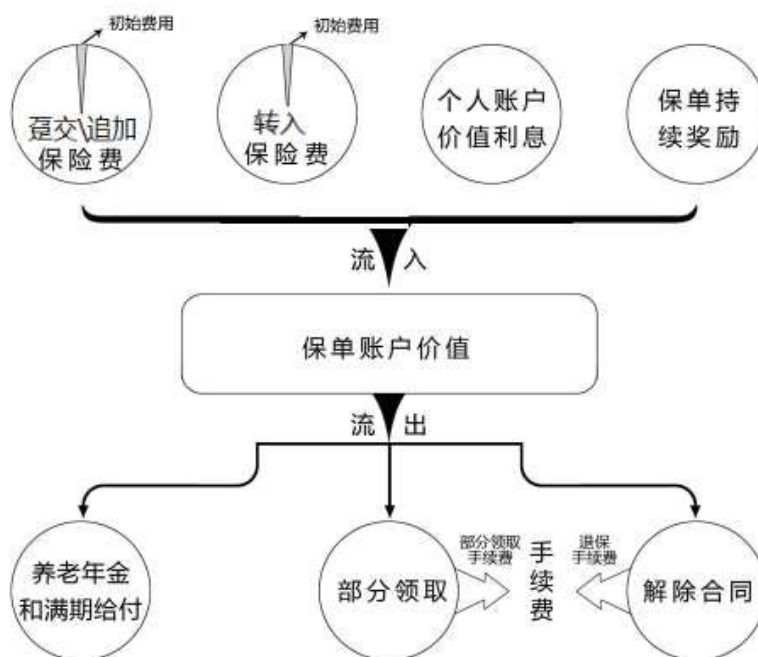 初始费用
初始费用
趸交\追加
保险费
转入
保险费
个人账户
价值利息
保单持
续奖励
流 入
保单账户价值
流 出
养老年金
和满期给付
部分领取
部分领取
手续费
手续费
退保
手续费
解除合同